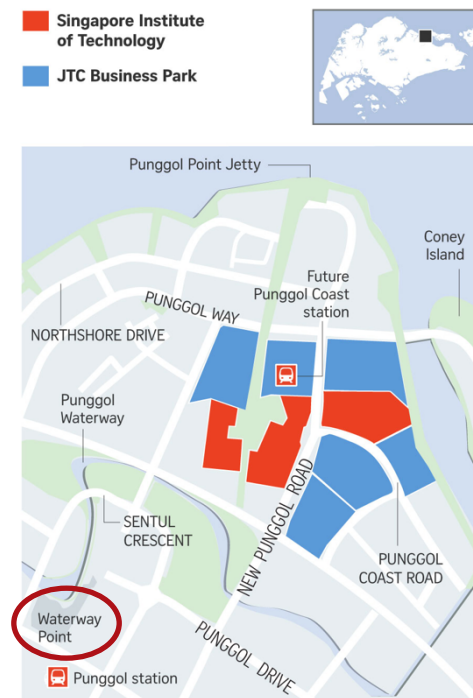 Singapore Institute
of Technology
JTC Business Park
Punggol Point Jetty
Coney
Island
Future
Punggol Coast
station
PUNGGOL WAY
NORTHSHORE DRIVE
Punggol
Waterway
SENTUL
CRESCENT
NEW PUNGGOL ROAD
PUNGGOL
COAST ROAD
Waterway
Point
PUNGGOL DRIVE
Punggol station